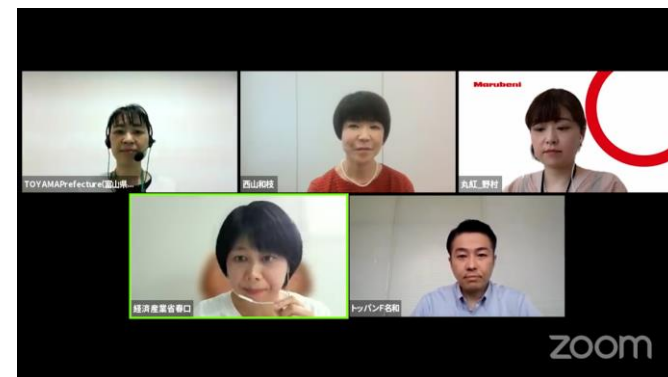 Marubeni
TOYAMAPrefecture(富山県...
西山和枝
丸紅_野村
経済産業省春口
トッパンF名和
zoom